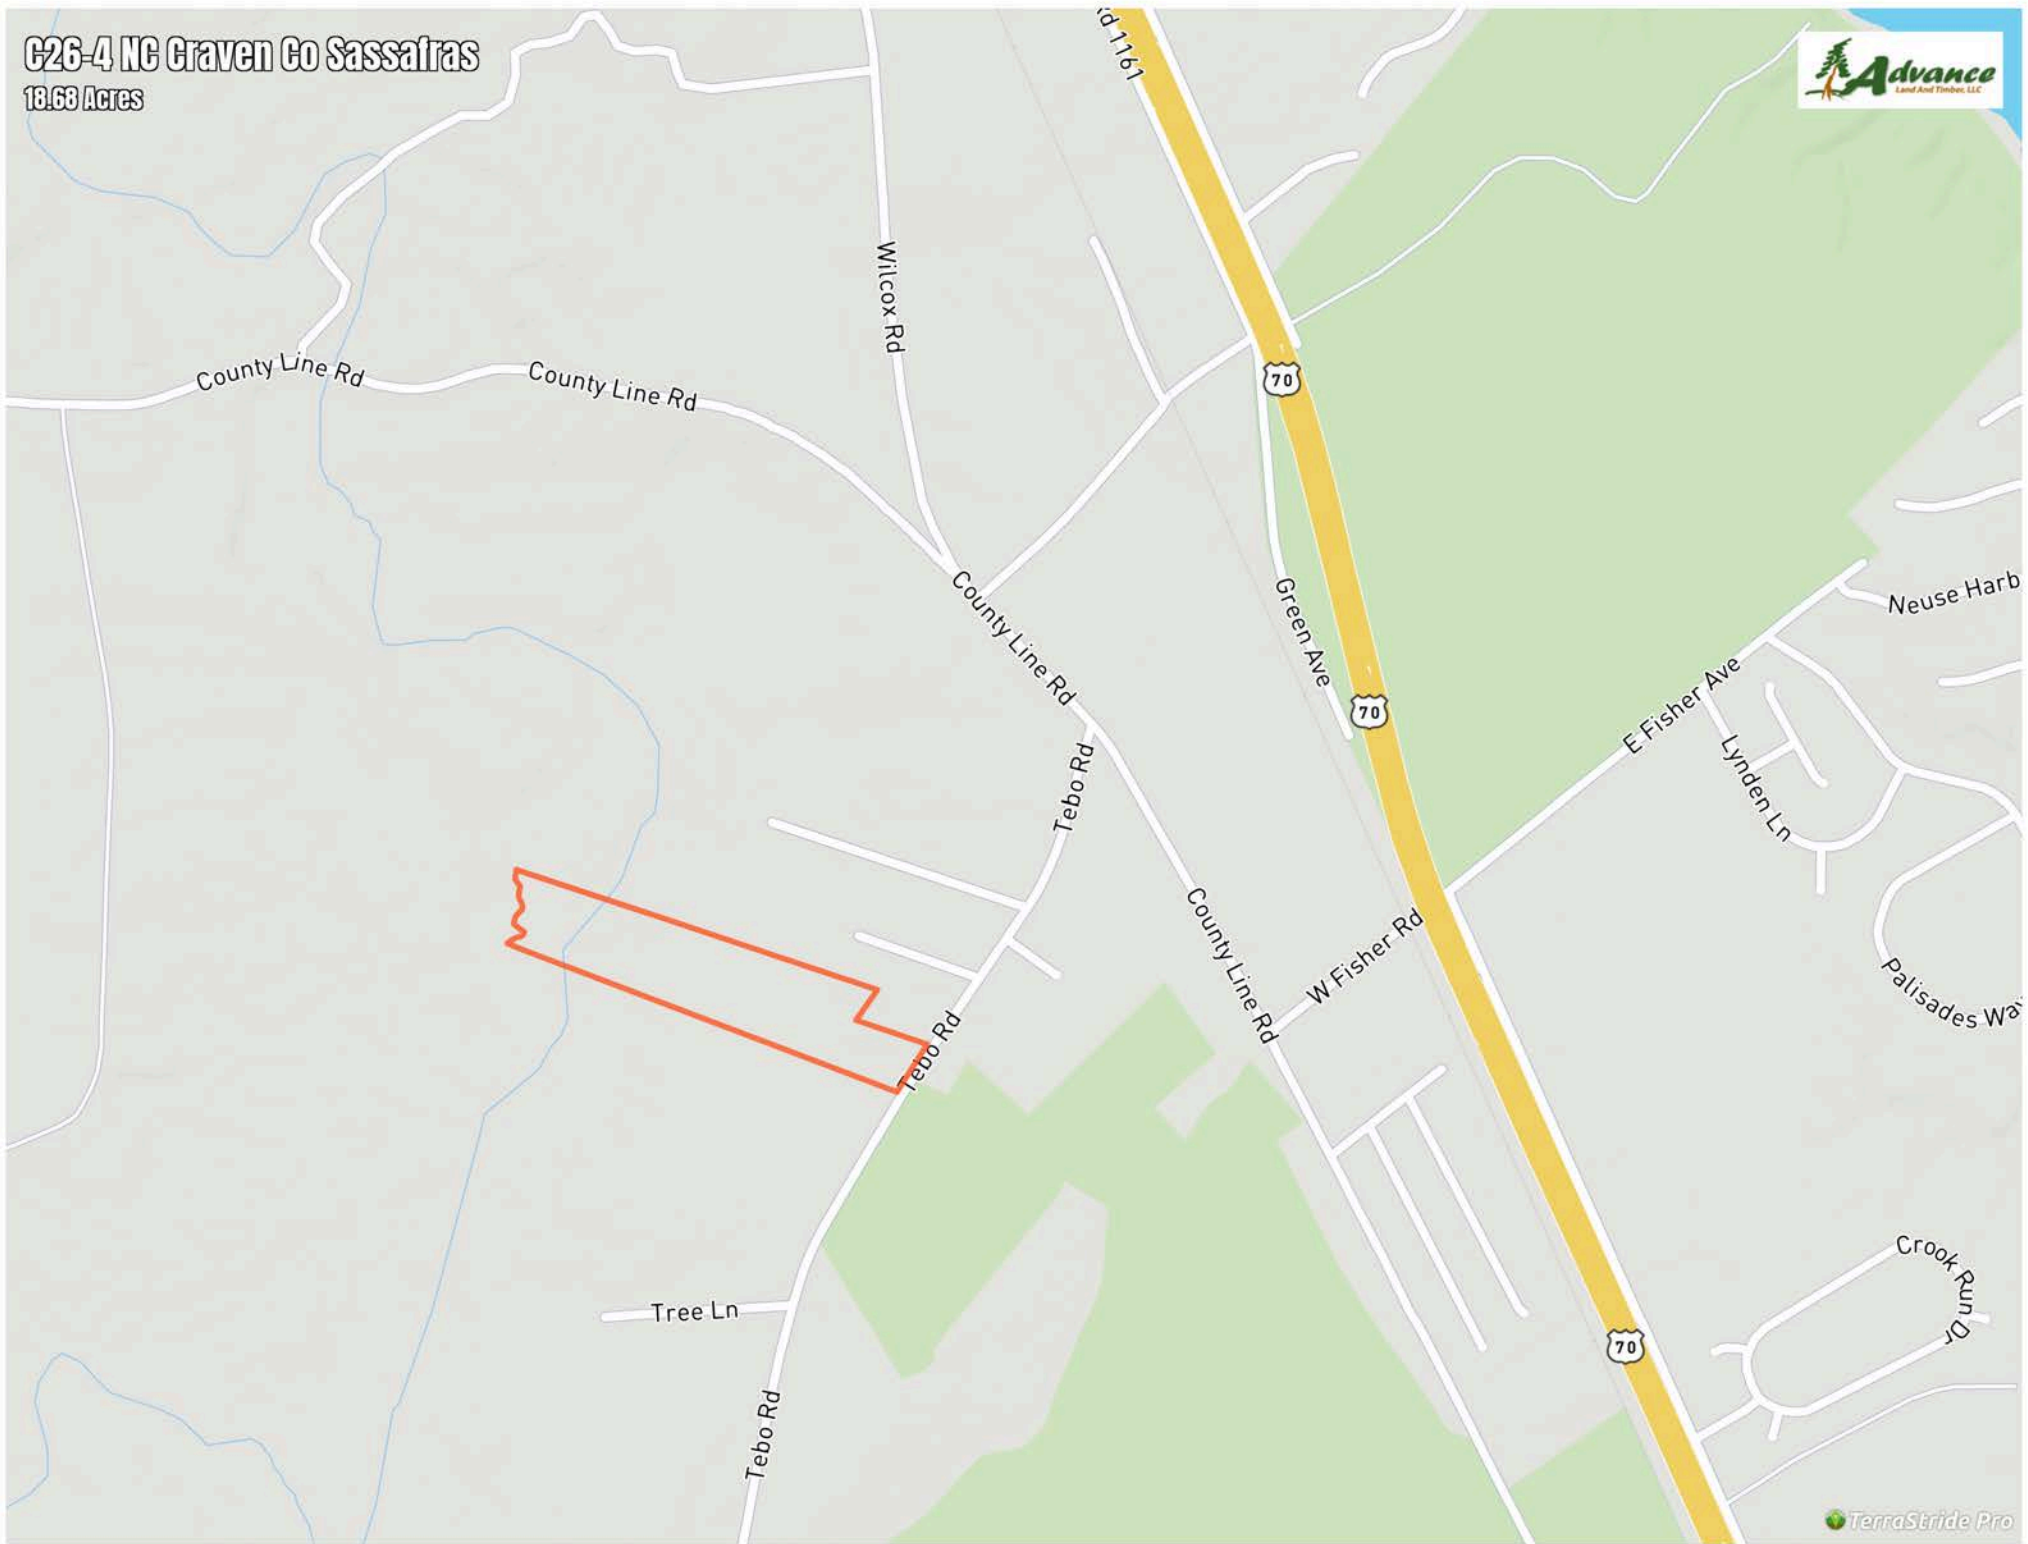 C26-4 NC Craven Co Sassafras
18.68 Acres
Rd 1161
Advance
Land And Timber, LLC
Wilcox Rd
County Line Rd
County Line Rd
70
County Line Rd
Green Ave
Neuse Harb
70
E Fisher Ave
Tebo Rd
Lynden Ln
County Line Rd
W Fisher Rd
Palisades Way
Tebo Rd
Crook Run Dr
Tree Ln
70
Tebo Rd
TerraStride Pro